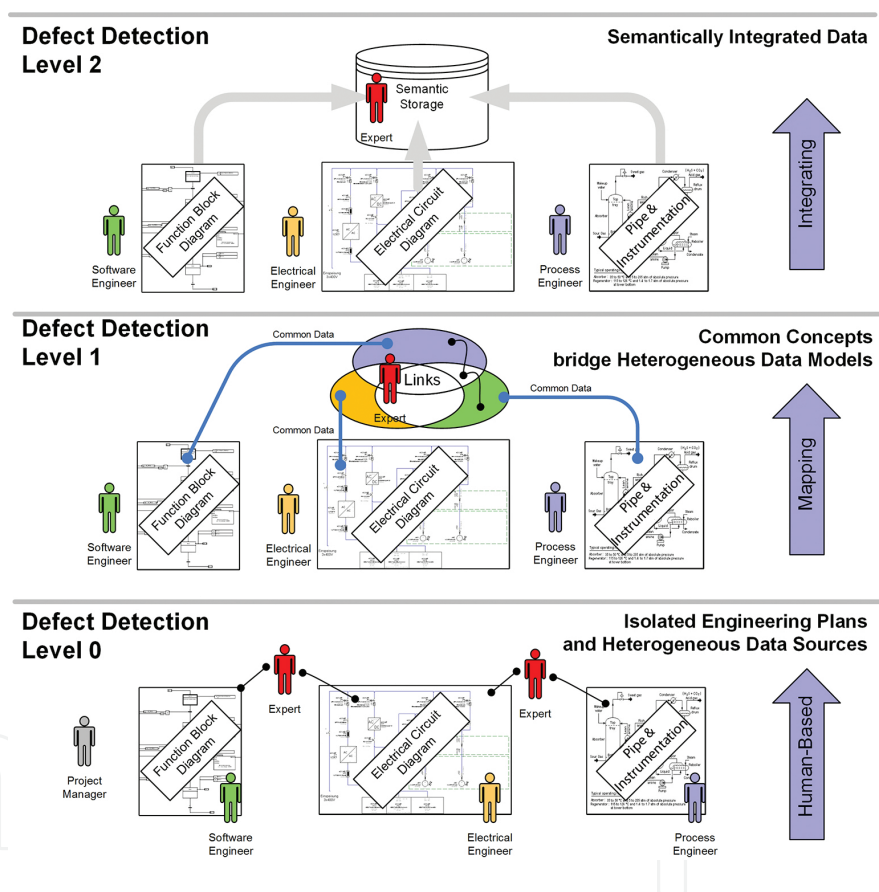 Defect Detection
Level 2
Semantically Integrated Data
Semantic
Storage
Expert
Integrating
Function Block
Diagram
Electrical Circuit
Diagram
Pipe &
Instrumentation
Software
Engineer
Electrical
Engineer
Process
Engineer
Defect Detection
Level 1
Common Concepts
bridge Heterogeneous Data Models
Common Data
Links
Expert
Common Data
Common Data
Mapping
Function Block
Diagram
Electrical Circuit
Diagram
Pipe &
Instrumentation
Software
Engineer
Electrical
Engineer
Process
Engineer
Defect Detection
Level 0
Isolated Engineering Plans
and Heterogeneous Data Sources
Expert
Expert
Human-Based
Project
Manager
Function Block
Diagram
Electrical Circuit
Diagram
Pipe &
Instrumentation
Software
Engineer
Electrical
Engineer
Process
Engineer